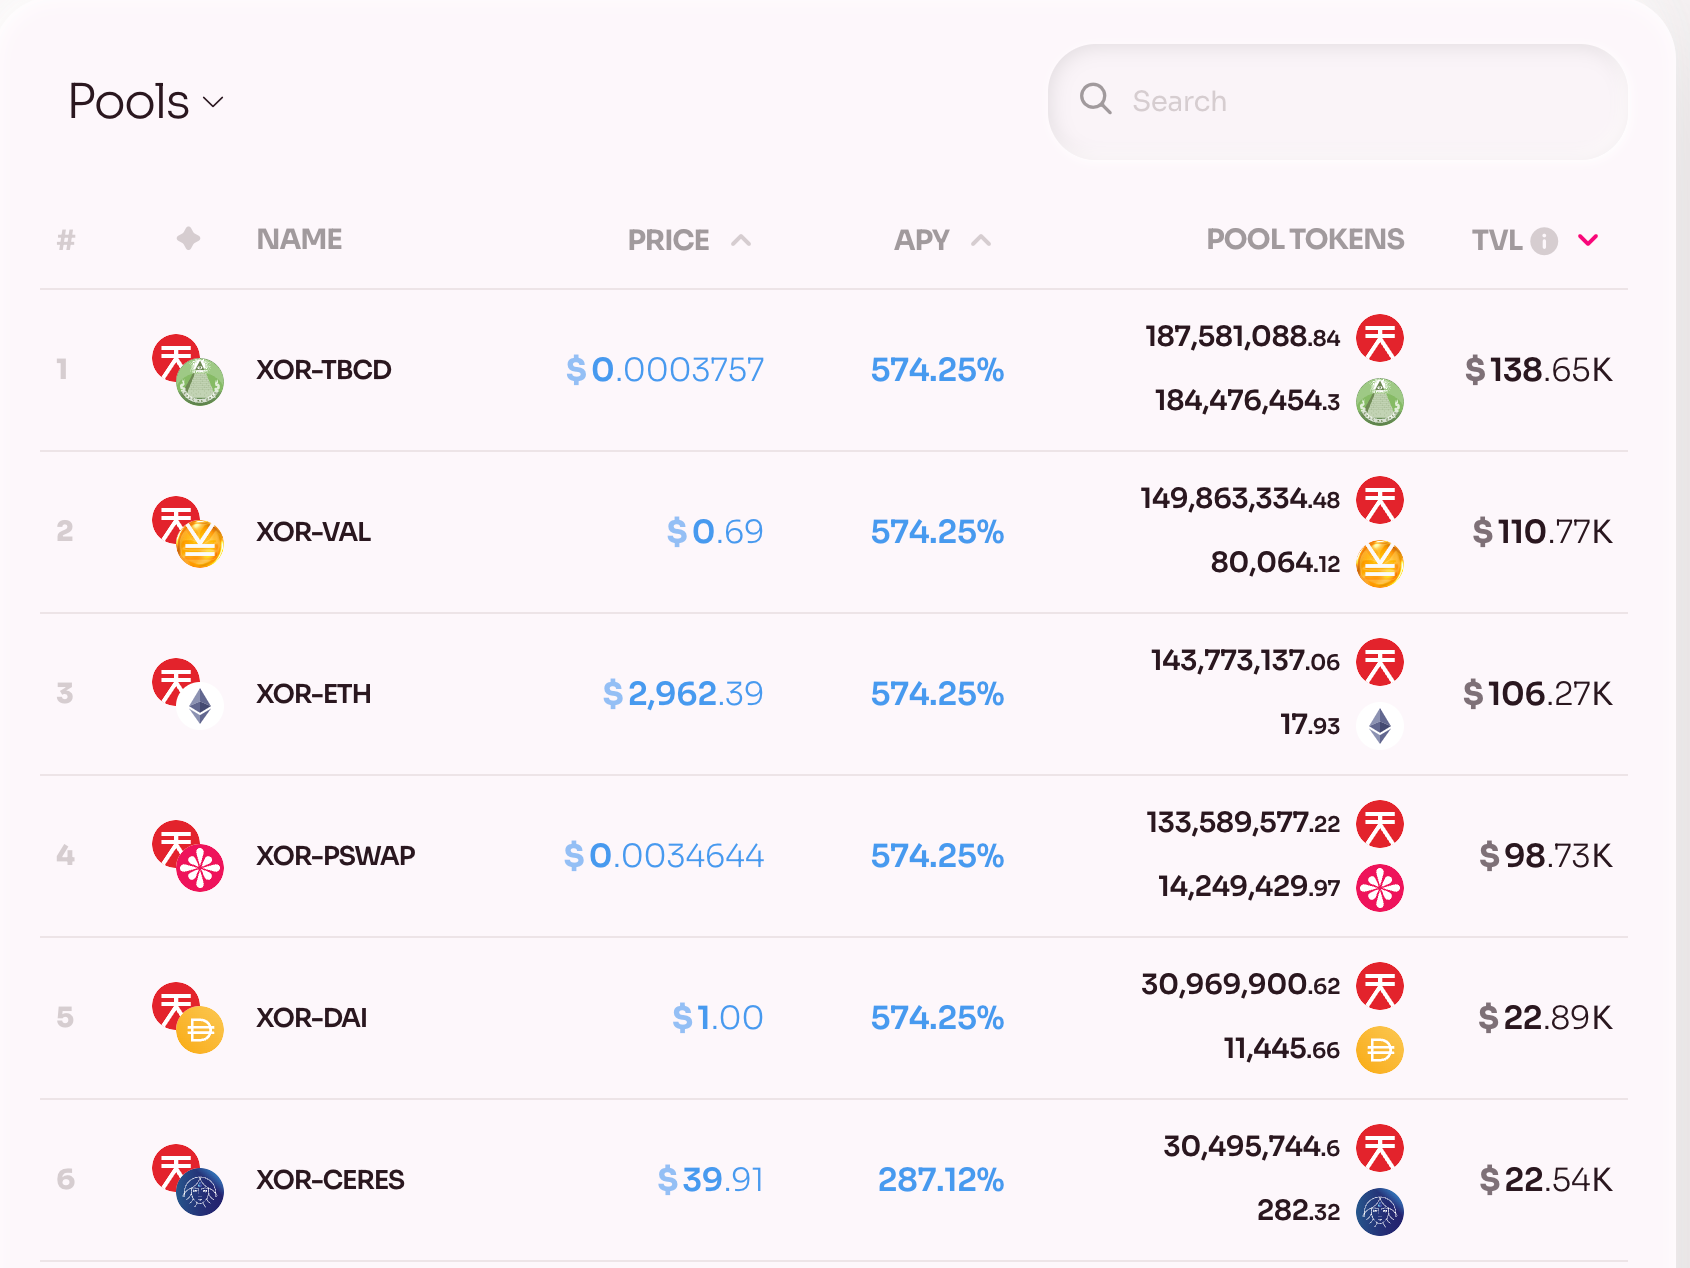 Pools
Search
# NAME PRICE APY POOL TOKENS TVL
1 XOR-TBCD $0.0003757 574.25% 187,581,088.84 $138.65K
184,476,454.3
2 XOR-VAL $0.69 574.25% 149,863,334.48 $110.77K
80,064.12
3 XOR-ETH $2,962.39 574.25% 143,773,137.06 $106.27K
17.93
4 XOR-PSWAP $0.0034644 574.25% 133,589,577.22 $98.73K
14,249,429.97
5 XOR-DAI $1.00 574.25% 30,969,900.62 $22.89K
11,445.66
6 XOR-CERES $39.91 287.12% 30,495,744.6 $22.54K
282.32